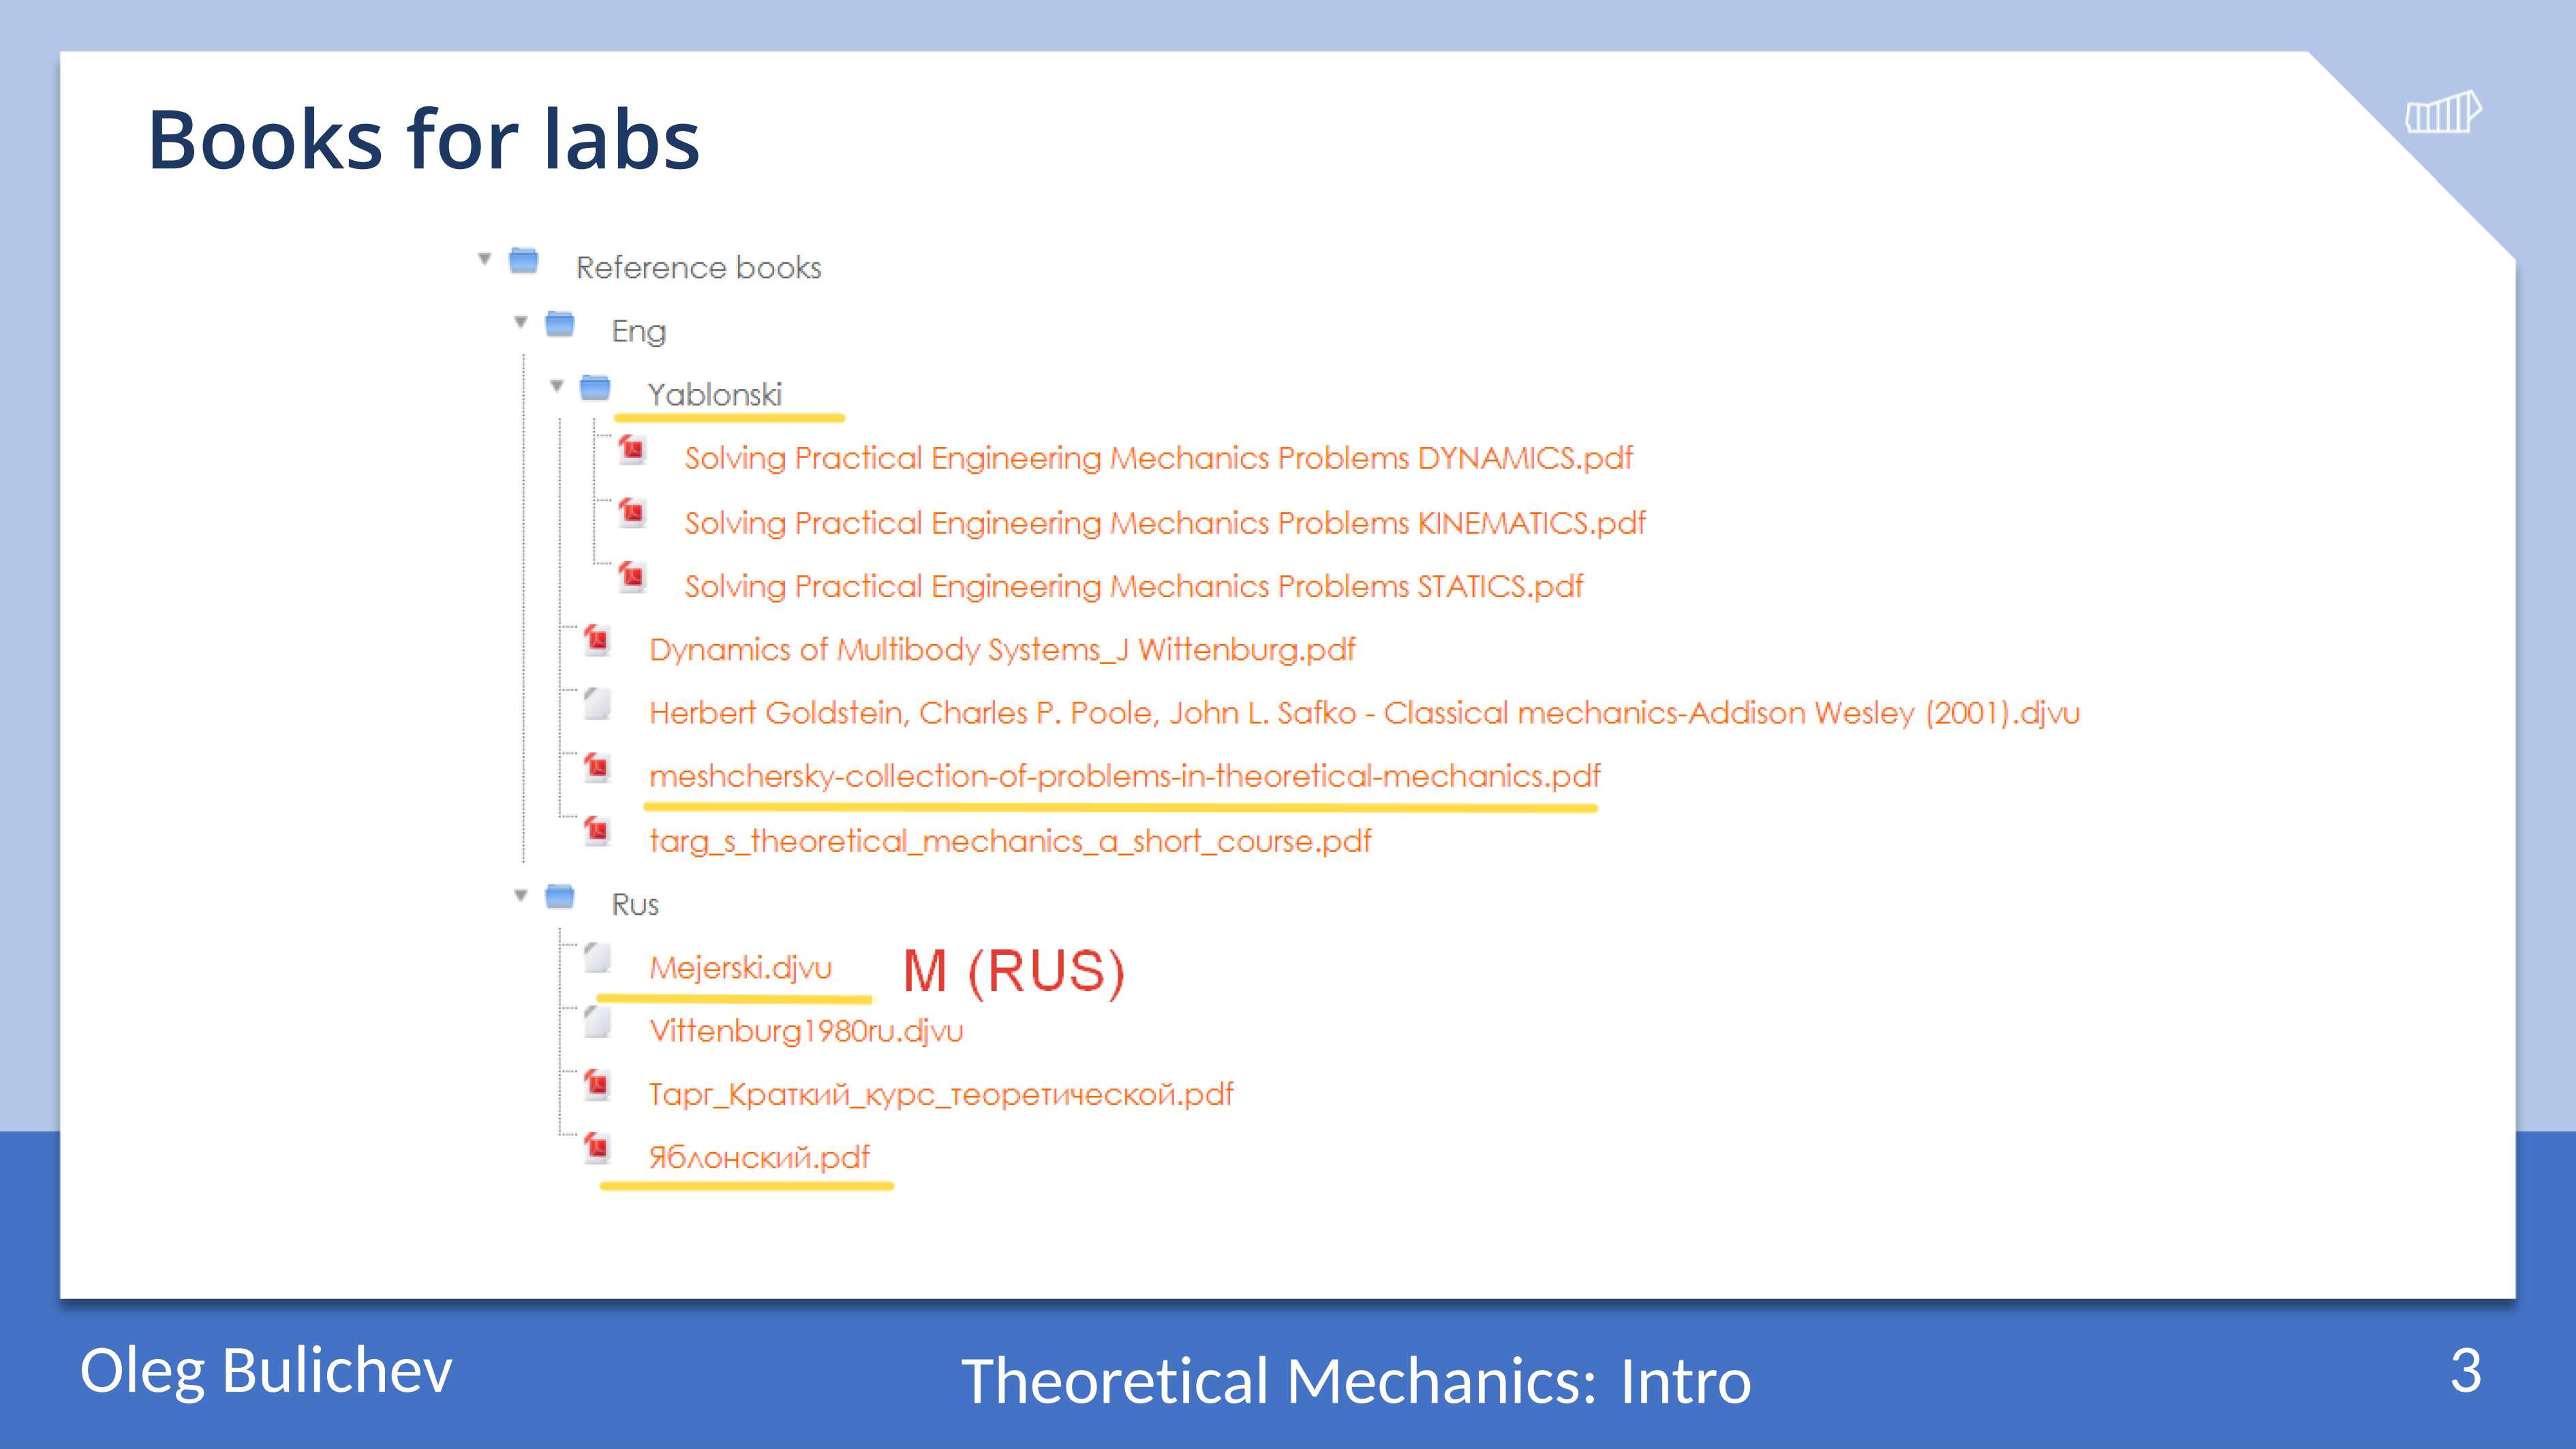 Books for labs
Reference books
Eng
Yablonski
Solving Practical Engineering Mechanics Problems DYNAMICS.pdf
Solving Practical Engineering Mechanics Problems KINEMATICS.pdf
Solving Practical Engineering Mechanics Problems STATICS.pdf
Dynamics of Multibody Systems_J Wittenburg.pdf
Herbert Goldstein, Charles P. Poole, John L. Safko - Classical mechanics-Addison Wesley (2001).djvu
meshchersky-collection-of-problems-in-theoretical-mechanics.pdf
targ_s_theoretical_mechanics_a_short_course.pdf
Rus
Mejerski.djvu M (RUS)
Vittenburg1980ru.djvu
Тарг_Краткий_курс_теоретической.pdf
Яблонский.pdf
Oleg Bulichev
Theoretical Mechanics: Intro
3